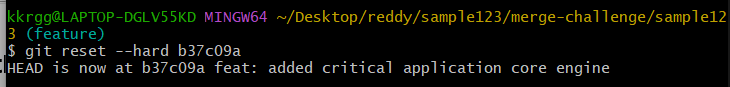 kkrgg@LAPTOP-DGLV55KD MINGW64 ~/Desktop/reddy/sample123/merge-challenge/sample12
3 (feature)
$ git reset --hard b37c09a
HEAD is now at b37c09a feat: added critical application core engine